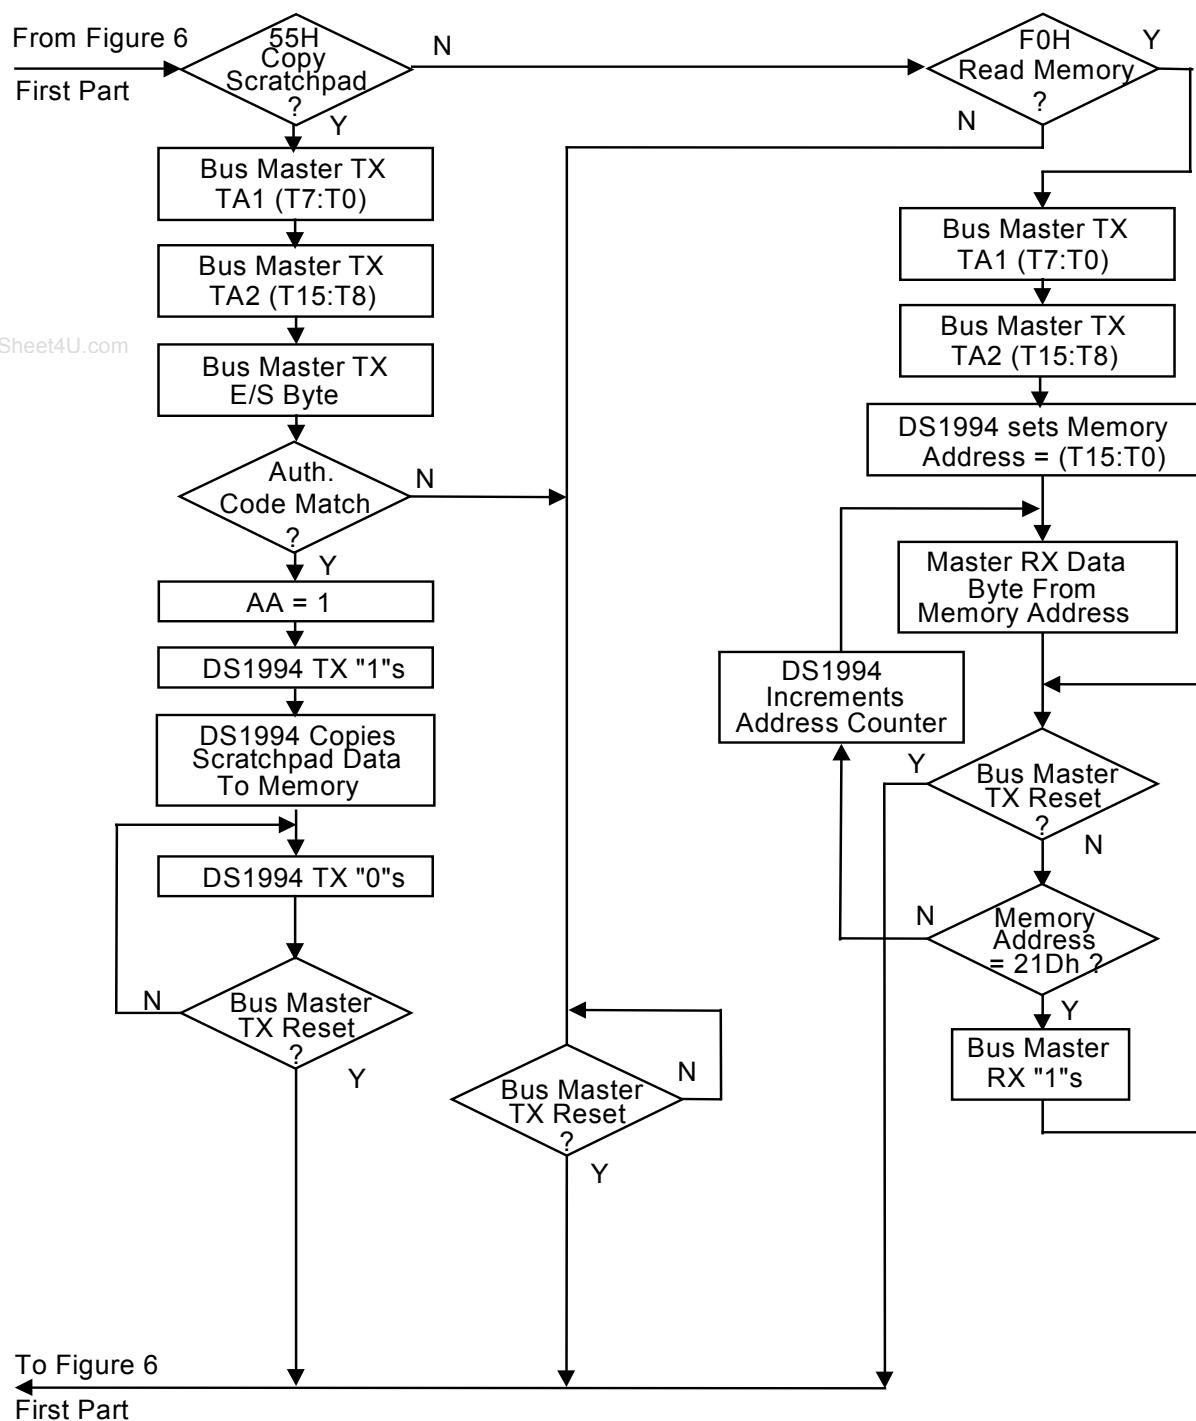 From Figure 6
First Part
55H
Copy
Scratchpad
?
N
Y
F0H
Read Memory
?
Y
N
Bus Master TX
TA1 (T7:T0)
Bus Master TX
TA2 (T15:T8)
Sheet4U.com
Bus Master TX
E/S Byte
Auth.
Code Match
?
N
Y
AA = 1
DS1994 TX "1"s
DS1994 Copies
Scratchpad Data
To Memory
DS1994 TX "0"s
Bus Master
TX Reset
?
N
Y
Bus Master
TX Reset
?
N
Y
Bus Master TX
TA1 (T7:T0)
Bus Master TX
TA2 (T15:T8)
DS1994 sets Memory
Address = (T15:T0)
Master RX Data
Byte From
Memory Address
DS1994
Increments
Address Counter
Bus Master
TX Reset
?
Y
N
Memory
Address
= 21Dh ?
N
Y
Bus Master
RX "1"s
To Figure 6
First Part